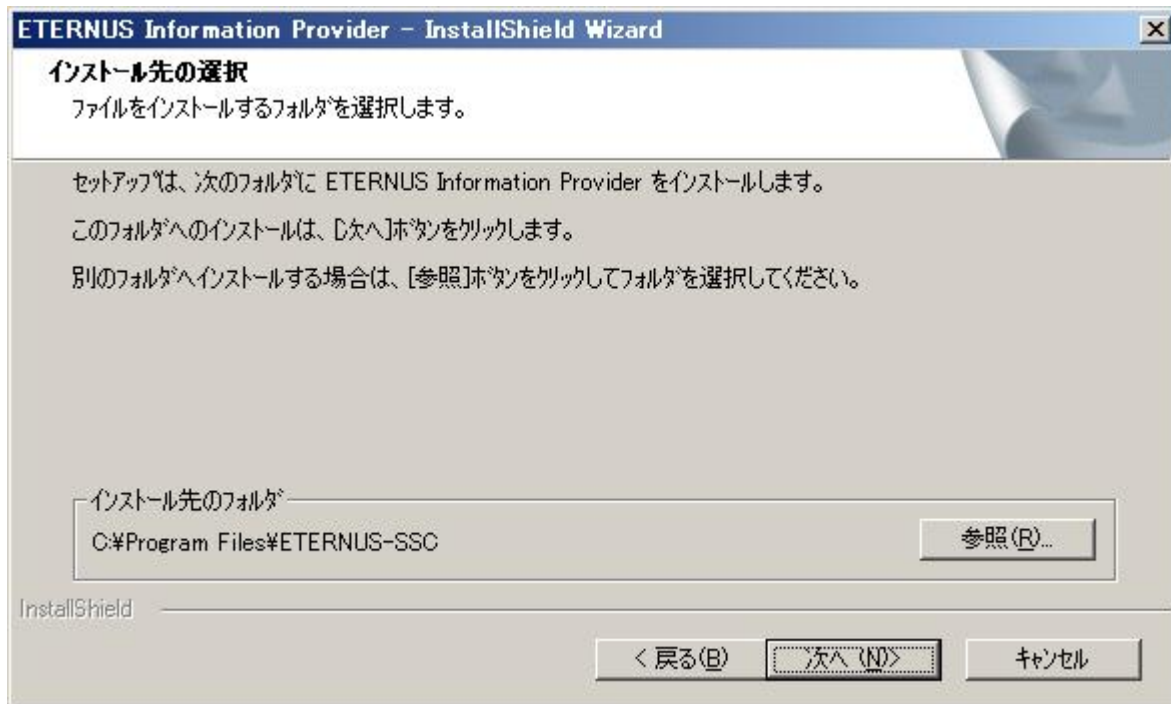 ETERNUS Information Provider - InstallShield Wizard
インストール先の選択
ファイルをインストールするフォルダを選択します。
セットアップは、次のフォルダに ETERNUS Information Provider をインストールします。
このフォルダへのインストールは、[次へ]ボタンをクリックします。
別のフォルダへインストールする場合は、[参照]ボタンをクリックしてフォルダを選択してください。
インストール先のフォルダ
C:¥Program Files¥ETERNUS-SSC
参照(R)...
InstallShield
< 戻る(B)
次へ (N)>
キャンセル